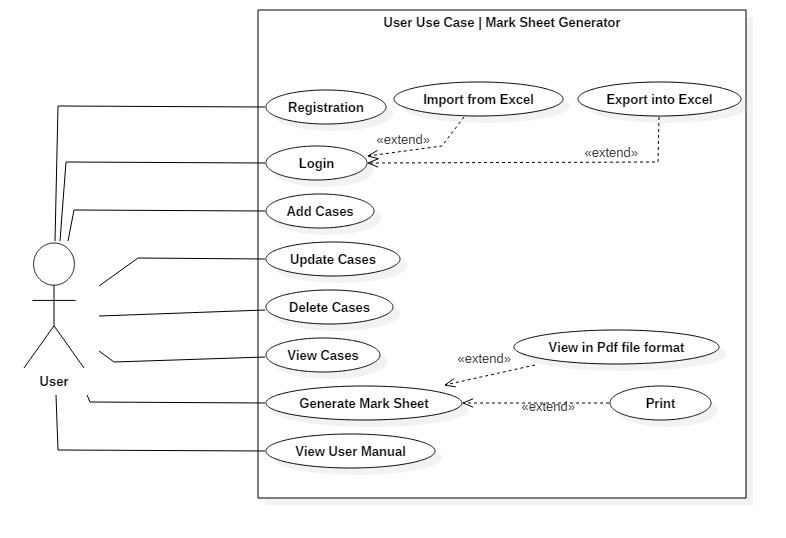 User Use Case | Mark Sheet Generator
Registration
Import from Excel
Export into Excel
«extend»
«extend»
Login
Add Cases
Update Cases
Delete Cases
View Cases
View in Pdf file format
«extend»
User
Generate Mark Sheet
«extend»
Print
View User Manual